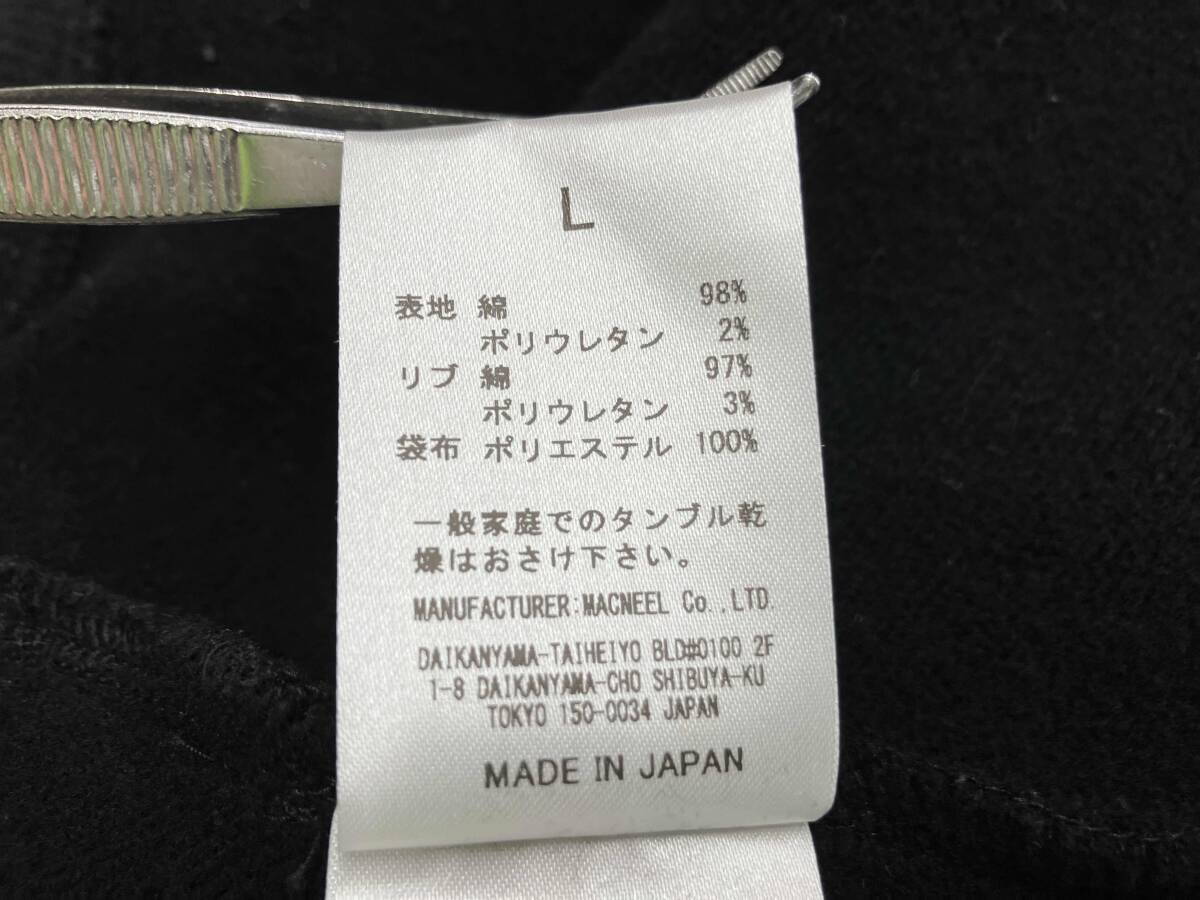 L
表地 綿 98%
ポリウレタン 2%
リブ 綿 97%
ポリウレタン 3%
袋布 ポリエステル 100%
一般家庭でのタンブル乾
燥はおさけ下さい。
MANUFACTURER:MACNEEL Co.,LTD.
DAIKANYAMA-TAIHEIYO BLD#0100 2F
1-8 DAIKANYAMA-CHO SHIBUYA-KU
TOKYO 150-0034 JAPAN
MADE IN JAPAN